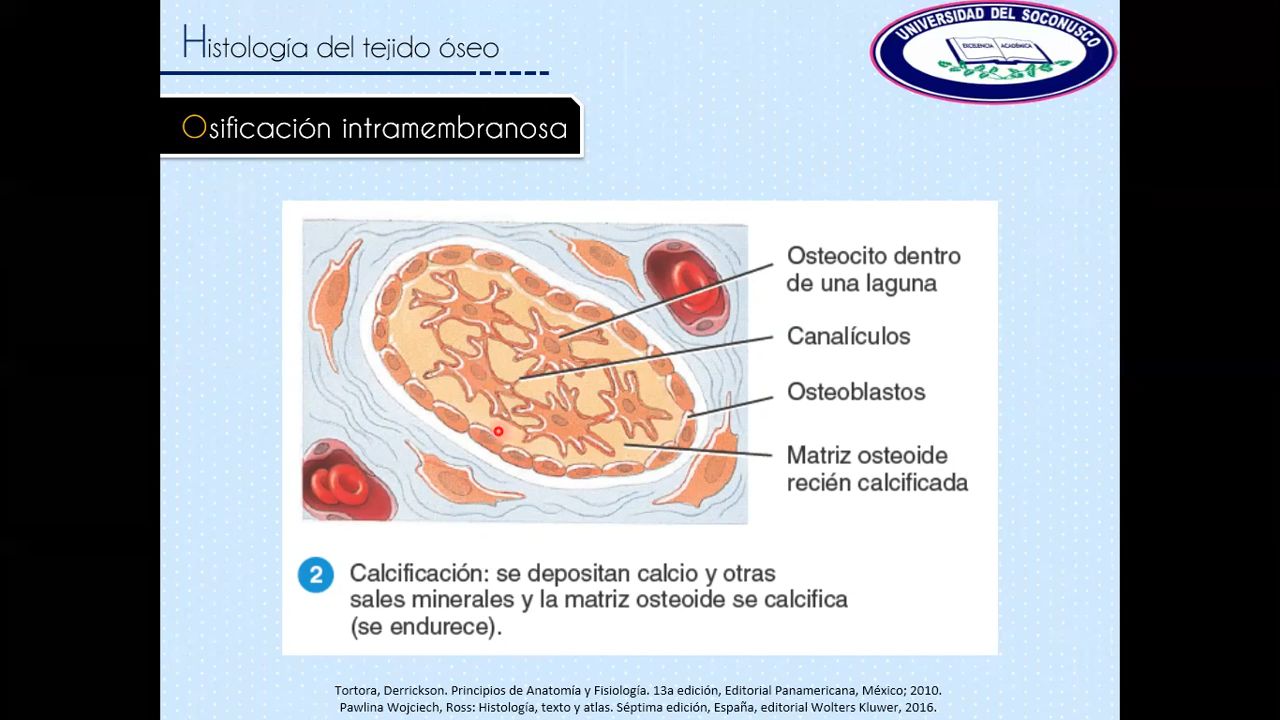 Histología del tejido óseo
UNIVERSIDAD DEL SOCONUSCO
EXCELENCIA ACADÉMICA
Osificación intramembranosa
Osteocito dentro
de una laguna
Canalículos
Osteoblastos
Matriz osteoide
recién calcificada
2 Calcificación: se depositan calcio y otras
sales minerales y la matriz osteoide se calcifica
(se endurece).
Tortora, Derrickson. Principios de Anatomía y Fisiología. 13a edición, Editorial Panamericana, México; 2010.
Pawlina Wojciech, Ross: Histología, texto y atlas. Séptima edición, España, editorial Wolters Kluwer, 2016.